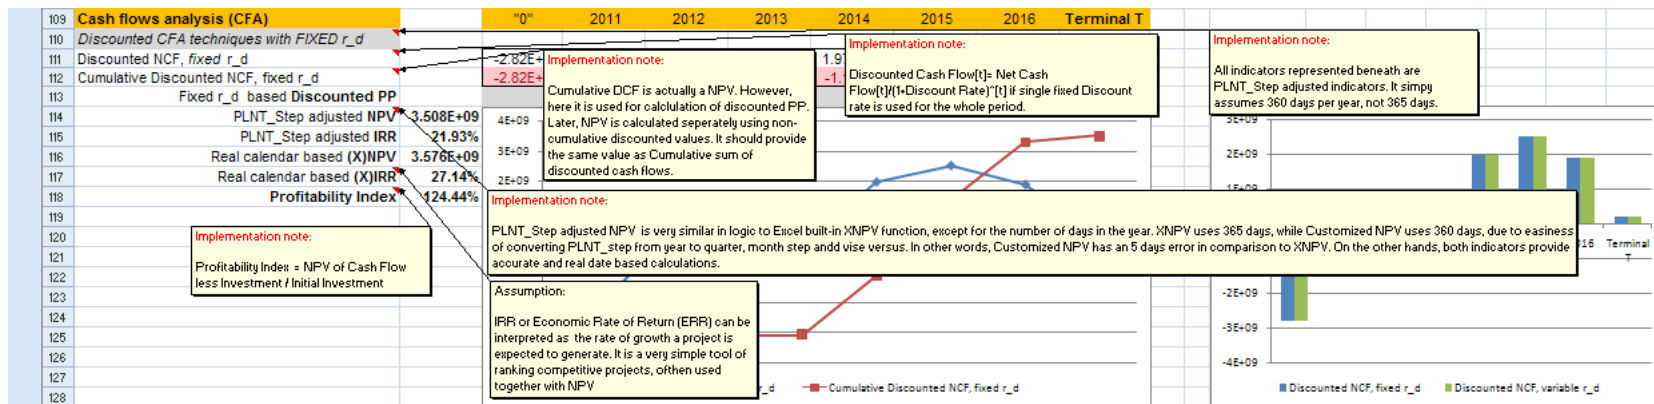 109 Cash flows analysis (CFA) "0" 2011 2012 2013 2014 2015 2016 Terminal T
110 Discounted CFA techniques with FIXED r_d
111 Discounted NCF, fixed r_d -2.82E+ 1.97
112 Cumulative Discounted NCF, fixed r_d -2.82E+ -1.
113 Fixed r_d based Discounted PP
114 PLNT_Step adjusted NPV 3.508E+09
115 PLNT_Step adjusted IRR 21.93%
116 Real calendar based (X)NPV 3.576E+09
117 Real calendar based (X)IRR 27.14%
118 Profitability Index 124.44%
119
120
121
122
123
124
125
126
127
128
Implementation note:
Cumulative DCF is actually a NPV. However,
here it is used for calclulation of discounted PP.
Later, NPV is calculated seperately using non-
cumulative discounted values. It should provide
the same value as Cumulative sum of
discounted cash flows.
Implementation note:
Discounted Cash Flow[t]= Net Cash
Flow[t]/(1+Discount Rate)^[t] if single fixed Discount
rate is used for the whole period.
Implementation note:
All indicators represented beneath are
PLNT_Step adjusted indicators. It simpy
assumes 360 days per year, not 365 days.
Implementation note:
PLNT_Step adjusted NPV is very similar in logic to Excel built-in XNPV function, except for the number of days in the year. XNPV uses 365 days, while Customized NPV uses 360 days, due to easiness
of converting PLNT_step from year to quarter, month step andd vise versus. In other words, Customized NPV has an 5 days error in comparison to XNPV. On the other hands, both indicators provide
accurate and real date based calculations.
Implementation note:
Profitability Index = NPV of Cash Flow
less Investment / Initial Investment
Assumption:
IRR or Economic Rate of Return (ERR) can be
interpreted as the rate of growth a project is
expected to generate. It is a very simple tool of
ranking competitive projects, ofthen used
together with NPV
4E+09
3E+09
2E+09
r_d Cumulative Discounted NCF, fixed r_d
3E+09
2E+09
1E+09
016 Terminal
T
-2E+09
-3E+09
-4E+09
Discounted NCF, fixed r_d Discounted NCF, variable r_d